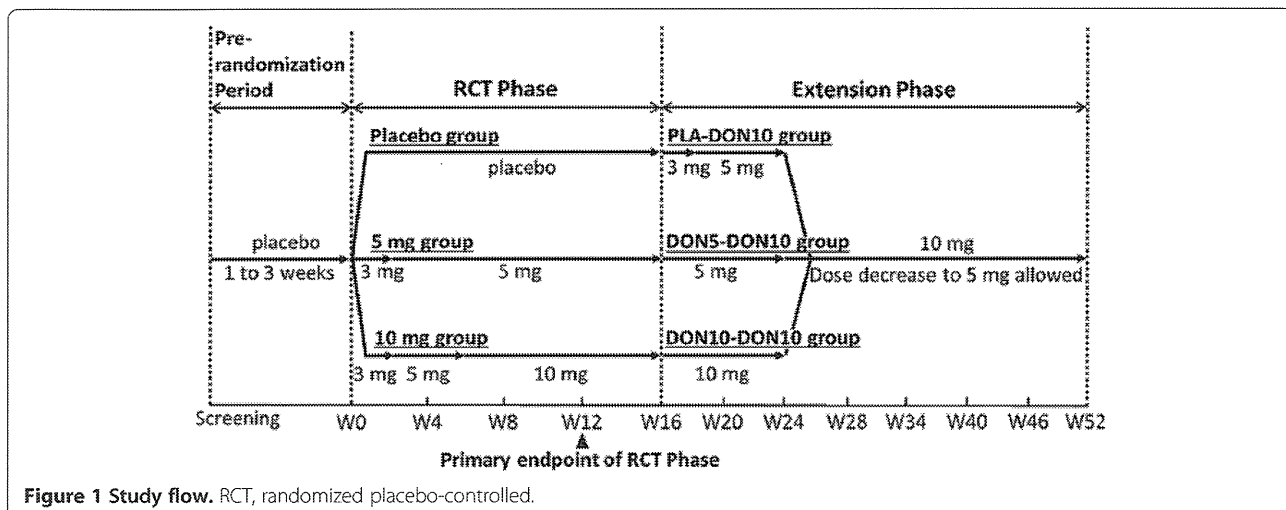 Pre-
randomization
Period
RCT Phase
Extension Phase
Placebo group
placebo
PLA-DON10 group
3 mg 5 mg
placebo
1 to 3 weeks
5 mg group
3 mg 5 mg
DON5-DON10 group
5 mg
10 mg
Dose decrease to 5 mg allowed
10 mg group
3 mg 5 mg 10 mg
DON10-DON10 group
10 mg
Screening W0 W4 W8 W12 W16 W20 W24 W28 W34 W40 W46 W52
Primary endpoint of RCT Phase
Figure 1 Study flow. RCT, randomized placebo-controlled.